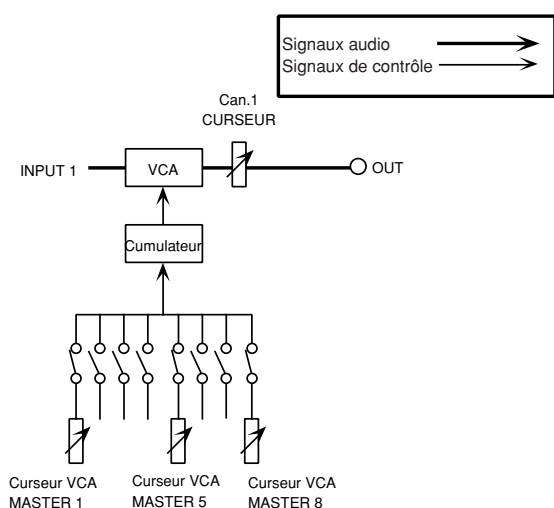 Signaux audio
Signaux de contrôle
Can.1
CURSEUR
INPUT 1
VCA
OUT
Cumulateur
Curseur VCA
MASTER 1
Curseur VCA
MASTER 5
Curseur VCA
MASTER 8